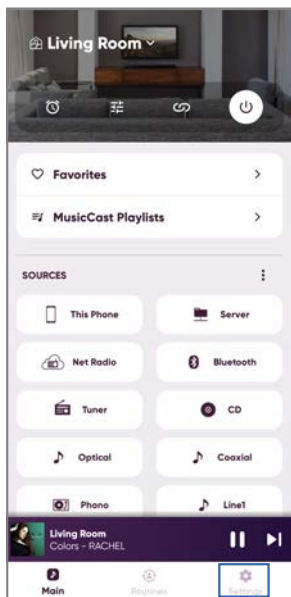 Living Room
Favorites
MusicCast Playlists
SOURCES
This Phone
Server
Net Radio
Bluetooth
Tuner
CD
Optical
Coaxial
Phono
Line1
Living Room
Colors - RACHEL
Main
Routines
Settings